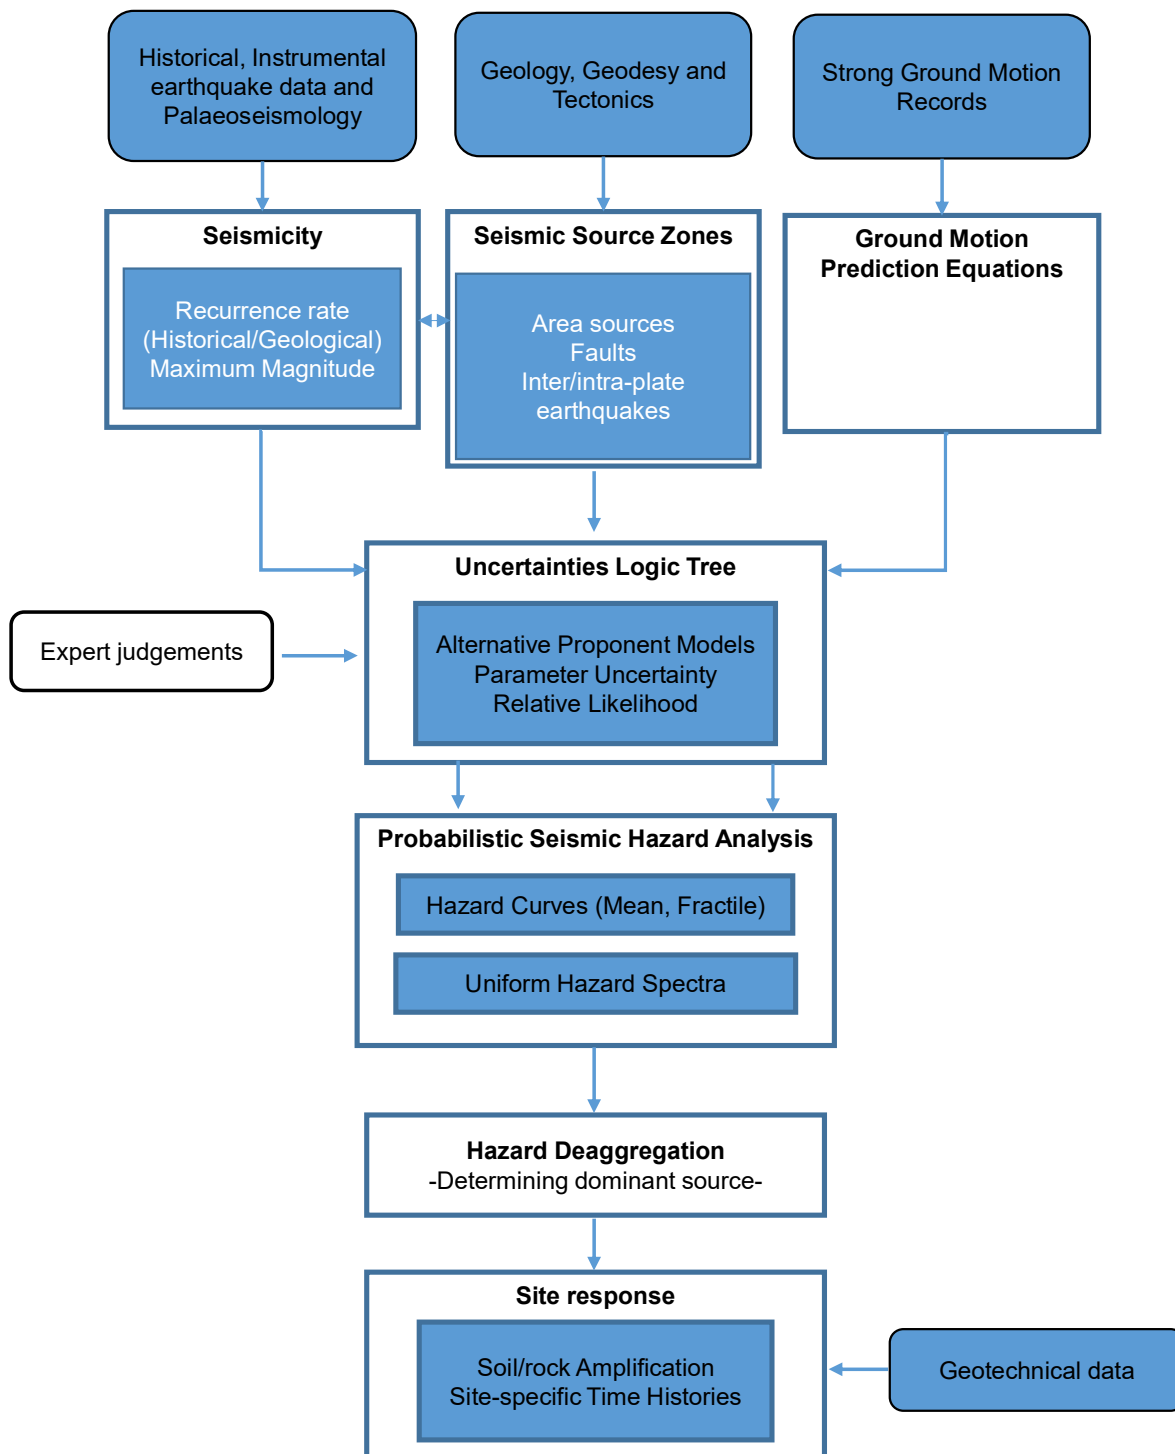 Historical, Instrumental
earthquake data and
Palaeoseismology
Geology, Geodesy and
Tectonics
Strong Ground Motion
Records
Seismicity
Recurrence rate
(Historical/Geological)
Maximum Magnitude
Seismic Source Zones
Area sources
Faults
Inter/intra-plate
earthquakes
Ground Motion
Prediction Equations
Uncertainties Logic Tree
Expert judgements
Alternative Proponent Models
Parameter Uncertainty
Relative Likelihood
Probabilistic Seismic Hazard Analysis
Hazard Curves (Mean, Fractile)
Uniform Hazard Spectra
Hazard Deaggregation
-Determining dominant source-
Site response
Soil/rock Amplification
Site-specific Time Histories
Geotechnical data